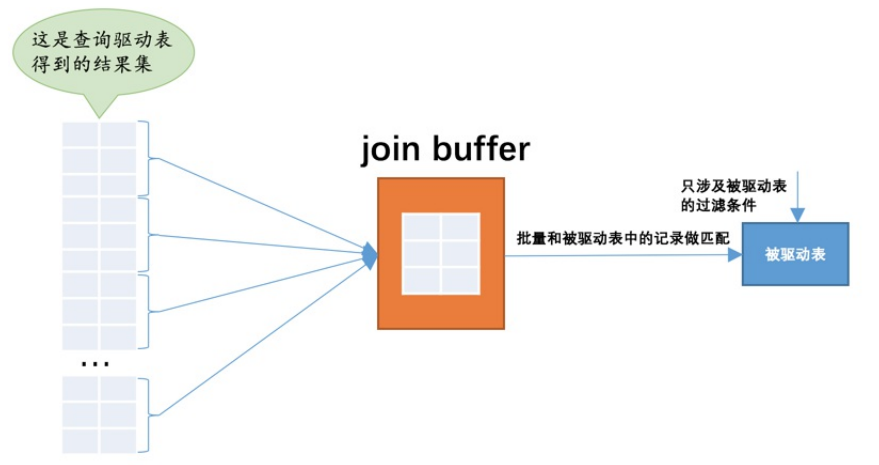 这是查询驱动表
得到的结果集
...
join buffer
批量和被驱动表中的记录做匹配
只涉及被驱动表
的过滤条件
被驱动表